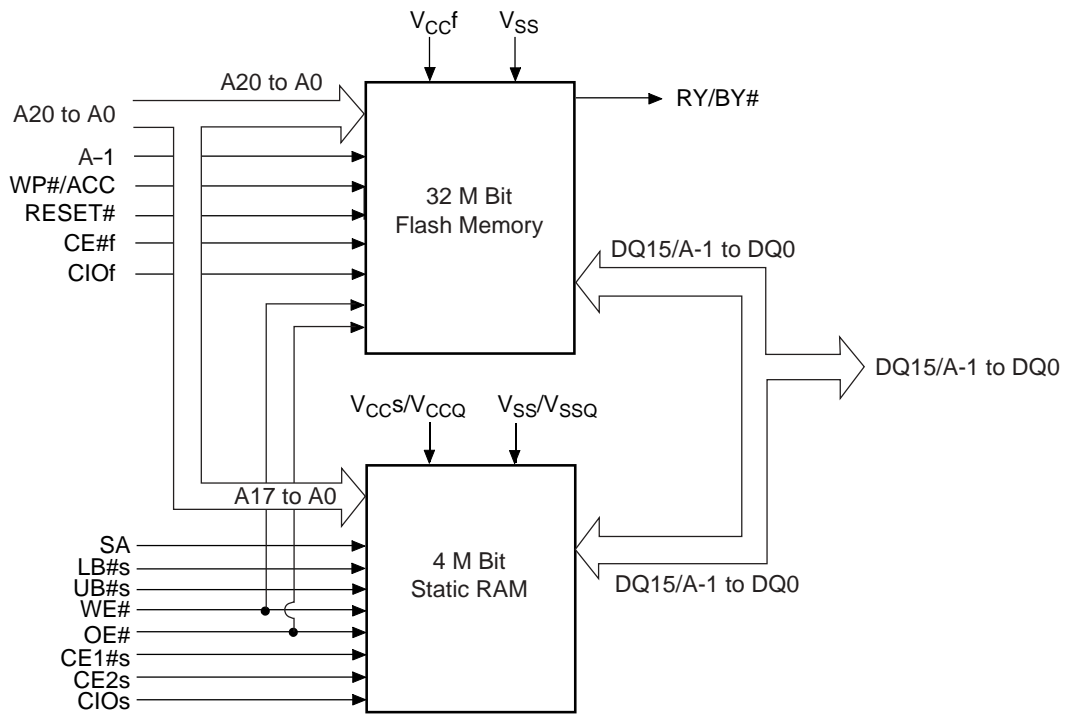 VCCf
VSS
A20 to A0
A20 to A0
RY/BY#
A–1
WP#/ACC
RESET#
CE#f
CIOf
32 M Bit
Flash Memory
DQ15/A-1 to DQ0
DQ15/A-1 to DQ0
VCCs/VCCQ
VSS/VSSQ
A17 to A0
SA
LB#s
UB#s
WE#
OE#
CE1#s
CE2s
CIOs
4 M Bit
Static RAM
DQ15/A-1 to DQ0